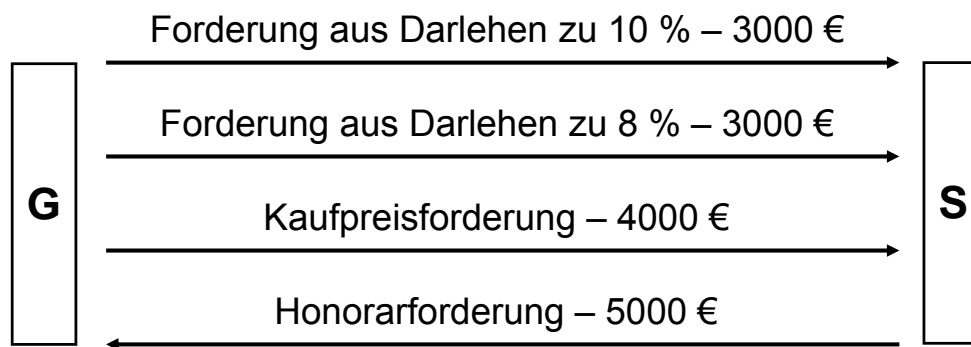 Forderung aus Darlehen zu 10 % – 3000 €
Forderung aus Darlehen zu 8 % – 3000 €
G
S
Kaufpreisforderung – 4000 €
Honorarforderung – 5000 €